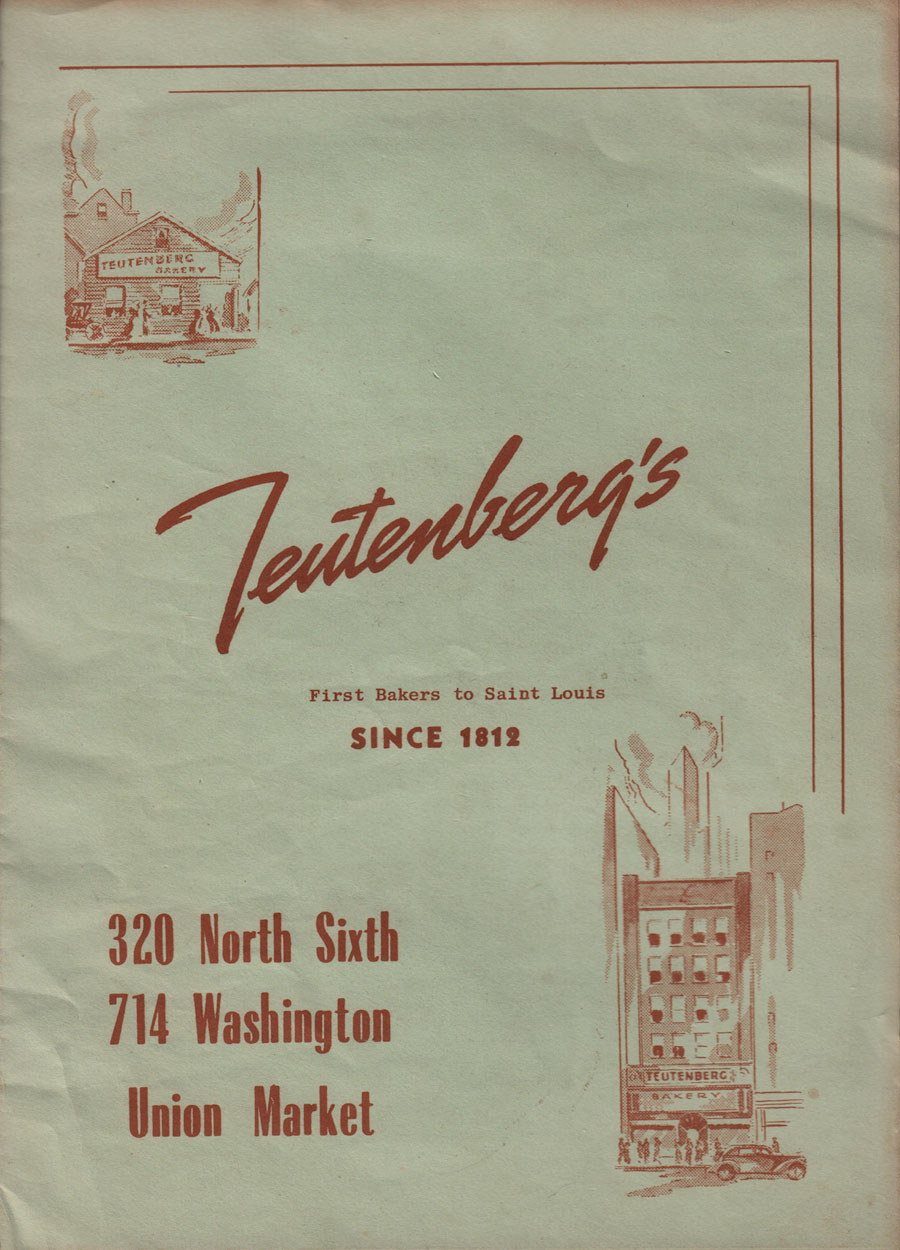 TEUTENBERG
BAKERY
Teutenberg's
First Bakers to Saint Louis
SINCE 1812
320 North Sixth
714 Washington
Union Market
TEUTENBERG
BAKERY